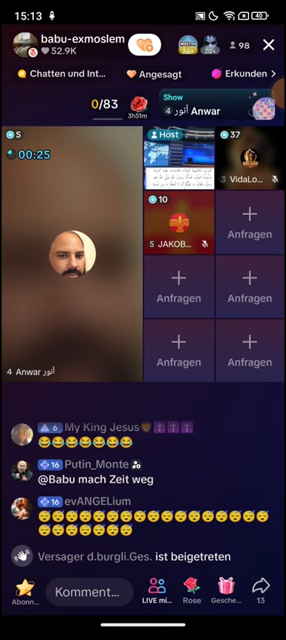 15:13
40
babu-exmoslem
52.9K
98
Chatten und Int...
Angesagt
Erkunden
0/83
3h51m
Show
4 أنور Anwar
5
00:25
Host
37
3 VidaLo...
10
5 JAKOB...
Anfragen
Anfragen
Anfragen
Anfragen
Anfragen
4 Anwar أنور
6 My King Jesus
16 Putin_Monte
@Babu mach Zeit weg
16 evANGELium
Versager d.burgli.Ges. ist beigetreten
Abonn...
Komment...
LIVE mi...
Rose
Gesche...
13